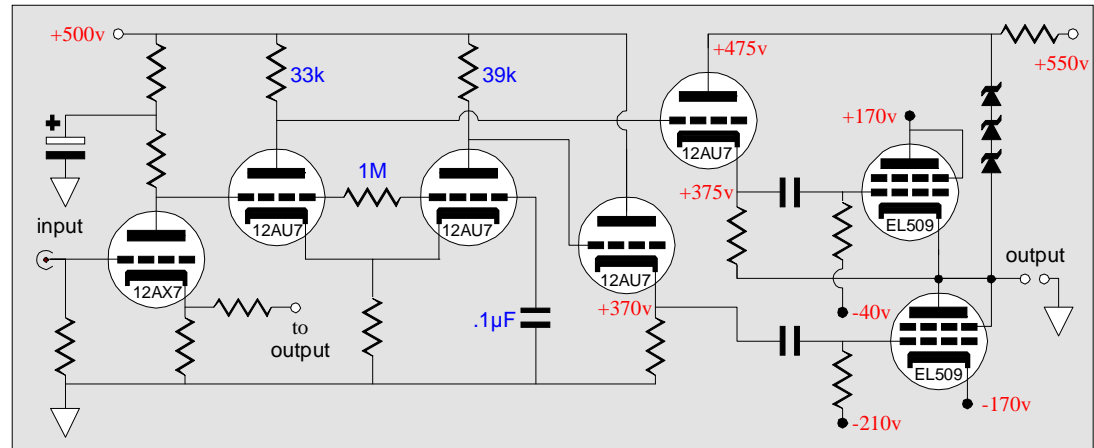 +500v
33k
39k
+475v
+550v
12AU7
+170v
1M
+375v
input
12AU7
12AU7
EL509
12AX7
12AU7
output
to
output
.1µF
+370v
-40v
EL509
-210v
-170v